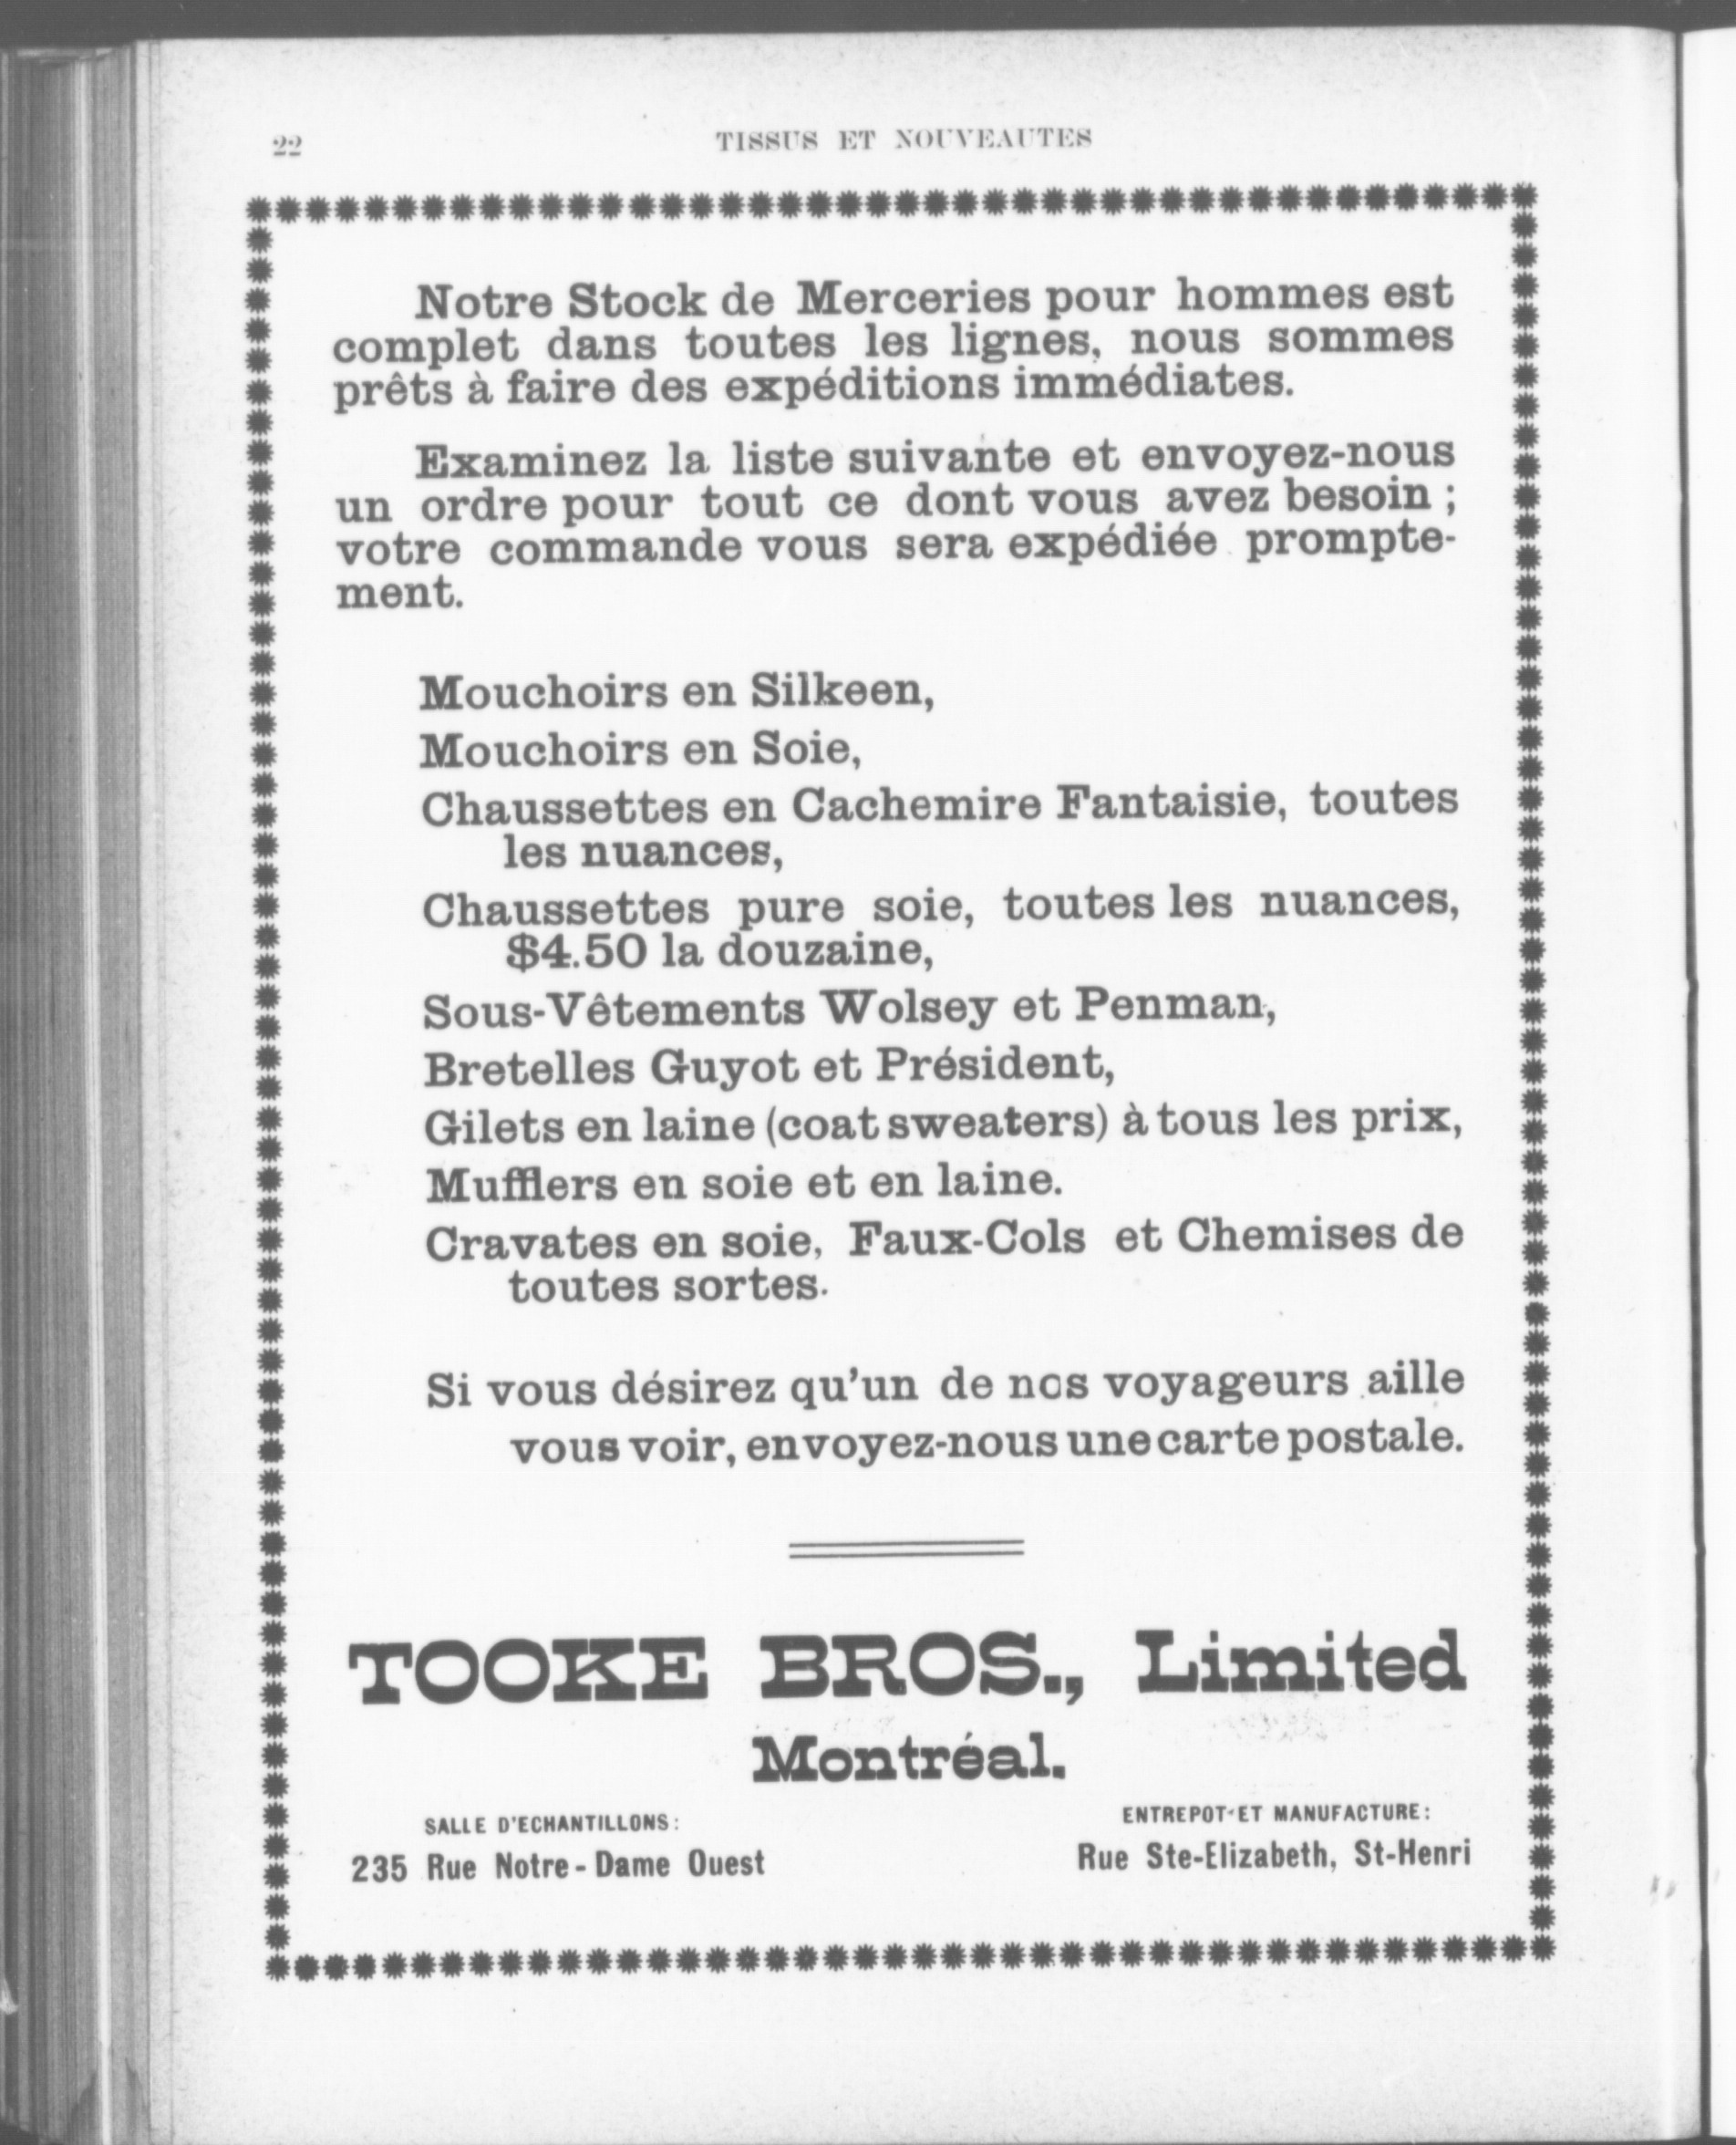 22
TISSUS ET NOUVEAUTES
Notre Stock de Merceries pour hommes est
complet dans toutes les lignes, nous sommes
prêts à faire des expéditions immédiates.
Examinez la liste suivante et envoyez-nous
un ordre pour tout ce dont vous avez besoin ;
votre commande vous sera expédiée prompte-
ment.
Mouchoirs en Silkeen,
Mouchoirs en Soie,
Chaussettes en Cachemire Fantaisie, toutes
les nuances,
Chaussettes pure soie, toutes les nuances,
$4.50 la douzaine,
Sous-Vêtements Wolsey et Penman,
Bretelles Guyot et Président,
Gilets en laine (coat sweaters) à tous les prix,
Mufflers en soie et en laine.
Cravates en soie, Faux-Cols et Chemises de
toutes sortes.
Si vous désirez qu'un de nos voyageurs aille
vous voir, envoyez-nous une carte postale.
TOOKE BROS., Limited
Montréal.
SALLE D'ECHANTILLONS:
235 Rue Notre-Dame Ouest
ENTREPOT ET MANUFACTURE:
Rue Ste-Elizabeth, St-Henri